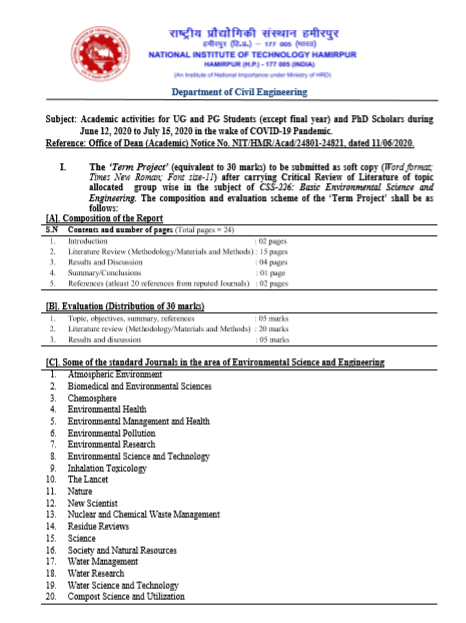 राष्ट्रीय प्रौद्योगिकी संस्थान हमीरपुर
हमीरपुर (हि.प्र.) – 177 005 (भारत)
NATIONAL INSTITUTE OF TECHNOLOGY HAMIRPUR
HAMIRPUR (H.P.) - 177 005 (INDIA)
(An Institute of National Importance under Ministry of HRD)
Department of Civil Engineering
Subject: Academic activities for UG and PG Students (except final year) and PhD Scholars during
June 12, 2020 to July 15, 2020 in the wake of COVID-19 Pandemic.
Reference: Office of Dean (Academic) Notice No. NIT/HMR/Acad/24801-24821, dated 11/06/2020.
I. The 'Term Project' (equivalent to 30 marks) to be submitted as soft copy (Word format;
Times New Roman; Font size-11) after carrying Critical Review of Literature of topic
allocated group wise in the subject of CSS-226: Basic Environmental Science and
Engineering. The composition and evaluation scheme of the 'Term Project' shall be as
follows:
[A]. Composition of the Report
S.N Contents and number of pages (Total pages = 24)
1. Introduction : 02 pages
2. Literature Review (Methodology/Materials and Methods) : 15 pages
3. Results and Discussion : 04 pages
4. Summary/Conclusions : 01 page
5. References (atleast 20 references from reputed Journals) : 02 pages
[B]. Evaluation (Distribution of 30 marks)
1. Topic, objectives, summary, references : 05 marks
2. Literature review (Methodology/Materials and Methods) : 20 marks
3. Results and discussion : 05 marks
[C]. Some of the standard Journals in the area of Environmental Science and Engineering
1. Atmospheric Environment
2. Biomedical and Environmental Sciences
3. Chemosphere
4. Environmental Health
5. Environmental Management and Health
6. Environmental Pollution
7. Environmental Research
8. Environmental Science and Technology
9. Inhalation Toxicology
10. The Lancet
11. Nature
12. New Scientist
13. Nuclear and Chemical Waste Management
14. Residue Reviews
15. Science
16. Society and Natural Resources
17. Water Management
18. Water Research
19. Water Science and Technology
20. Compost Science and Utilization